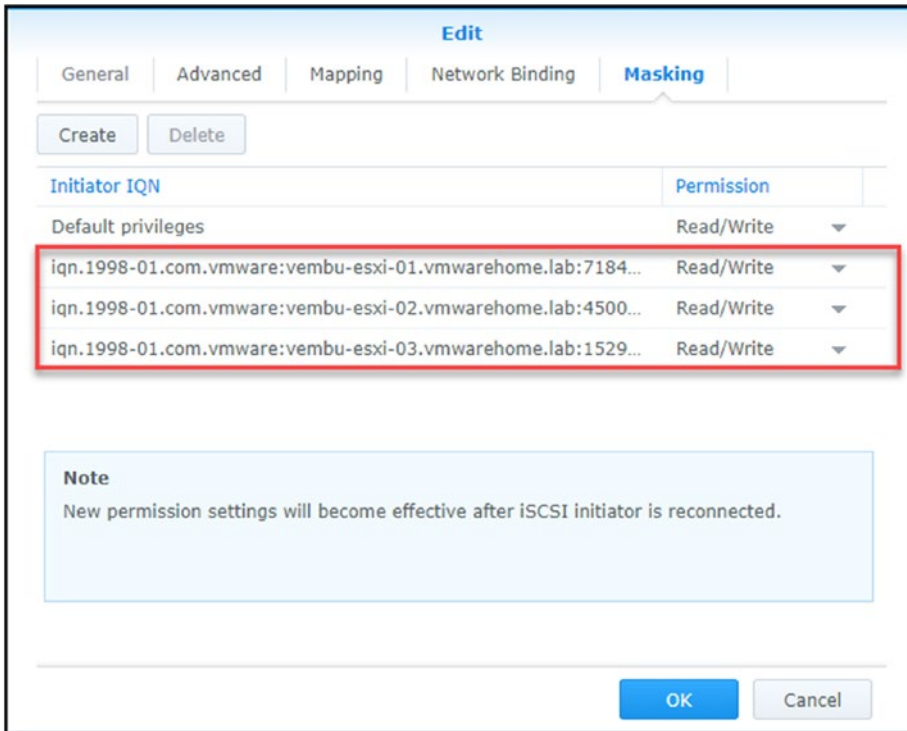 Edit
General Advanced Mapping Network Binding Masking
Create Delete
Initiator IQN Permission
Default privileges Read/Write
iqn.1998-01.com.vmware:vembu-esxi-01.vmwarehome.lab:7184... Read/Write
iqn.1998-01.com.vmware:vembu-esxi-02.vmwarehome.lab:4500... Read/Write
iqn.1998-01.com.vmware:vembu-esxi-03.vmwarehome.lab:1529... Read/Write
Note
New permission settings will become effective after iSCSI initiator is reconnected.
OK Cancel